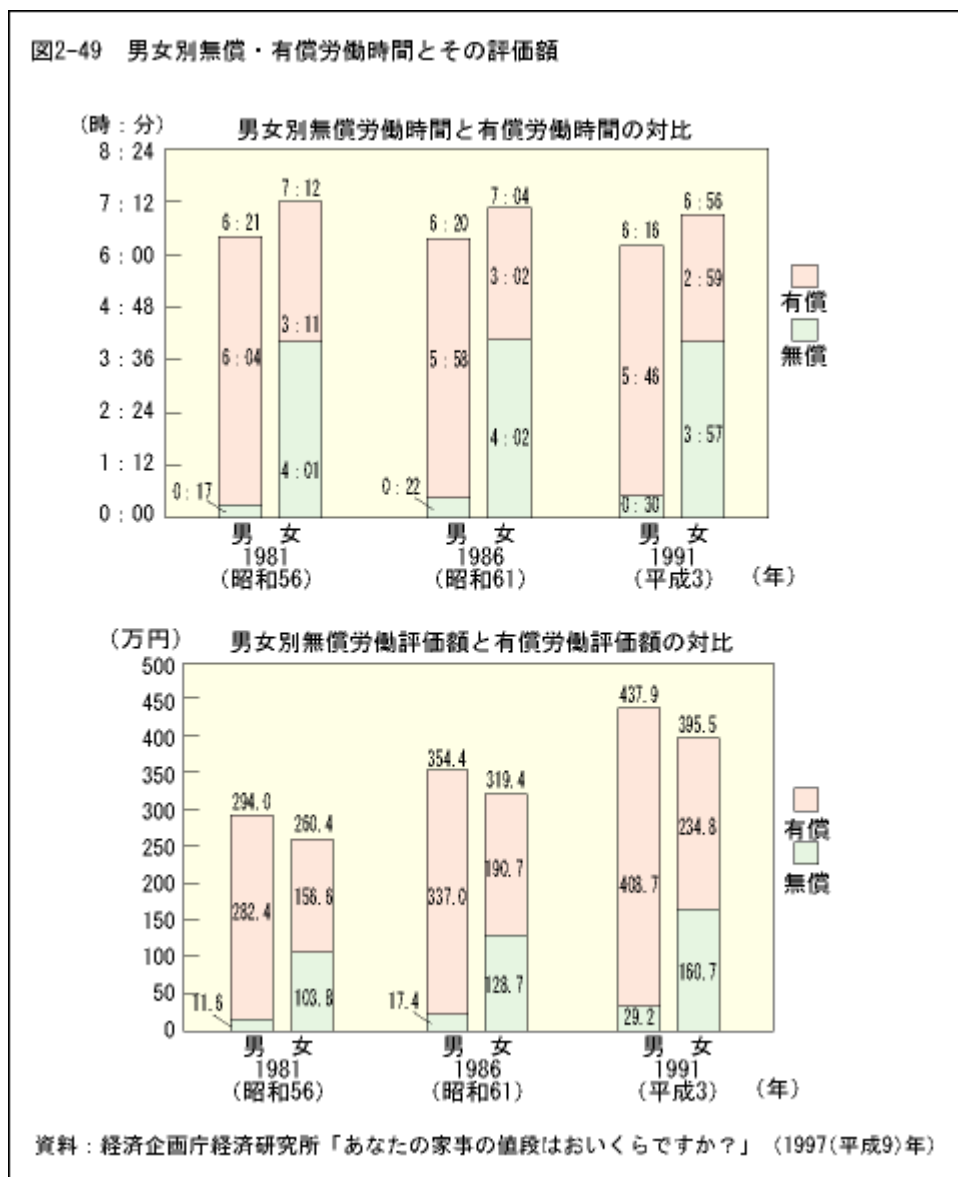 図2-49 男女別無償・有償労働時間とその評価額
(時：分)
男女別無償労働時間と有償労働時間の対比
8：24
7：12
6：00
4：48
3：36
2：24
1：12
0：00
6：21
7：12
6：20
7：04
6：16
6：56
6：04
3：11
5：58
3：02
5：46
2：59
0：17
4：01
0：22
4：02
0：30
3：57
有償
無償
男 女
男 女
男 女
1981
1986
1991
(昭和56)
(昭和61)
(平成3)
(年)
(万円)
男女別無償労働評価額と有償労働評価額の対比
500
450
400
350
300
250
200
150
100
50
0
294.0
260.4
354.4
319.4
437.9
395.5
282.4
156.6
337.0
190.7
408.7
234.8
11.6
103.8
17.4
128.7
29.2
160.7
有償
無償
男 女
男 女
男 女
1981
1986
1991
(昭和56)
(昭和61)
(平成3)
(年)
資料：経済企画庁経済研究所「あなたの家事の値段はおいくらですか？」(1997(平成9)年)